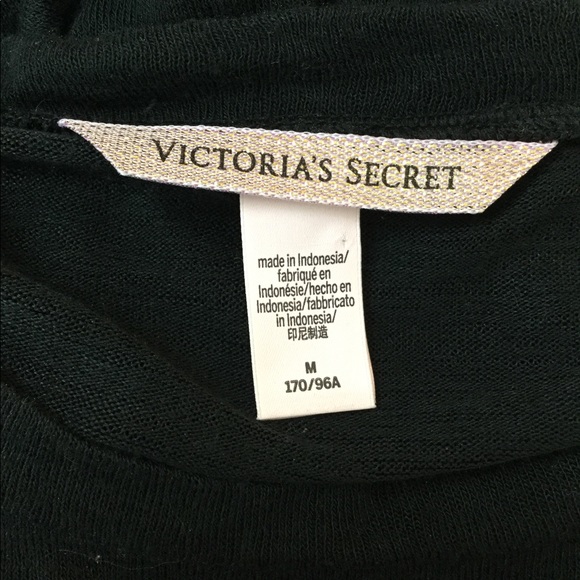 VICTORIA'S SECRET
made in Indonesia/
fabriqué en
Indonésie/hecho en
Indonesia/fabbricato
in Indonesia/
印尼制造
M
170/96A